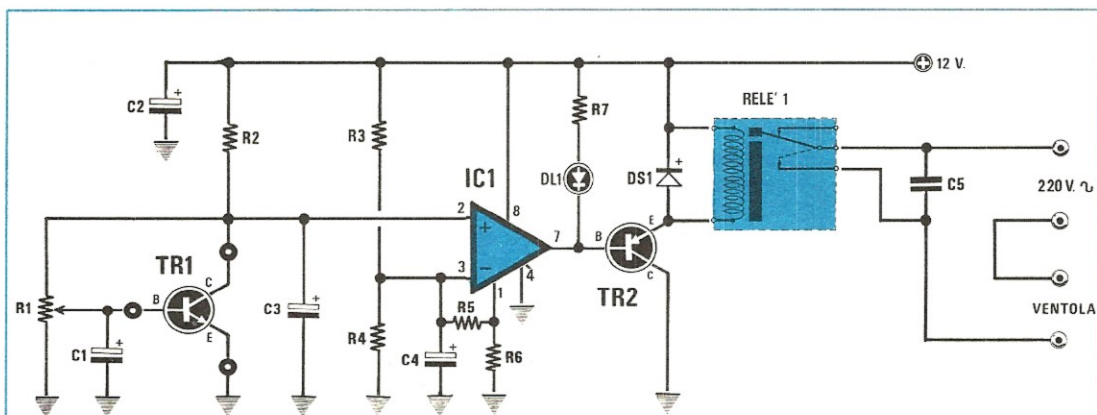 C2
+
R2
R3
IC1
R7
DL1
DS1
+
RELE' 1
12 V.
C5
220 V. ∿
VENTOLA
R1
C1
+
TR1
B
C
E
C3
+
2
+
3
−
8
7
4
1
R4
C4
+
R5
R6
B
E
C
TR2